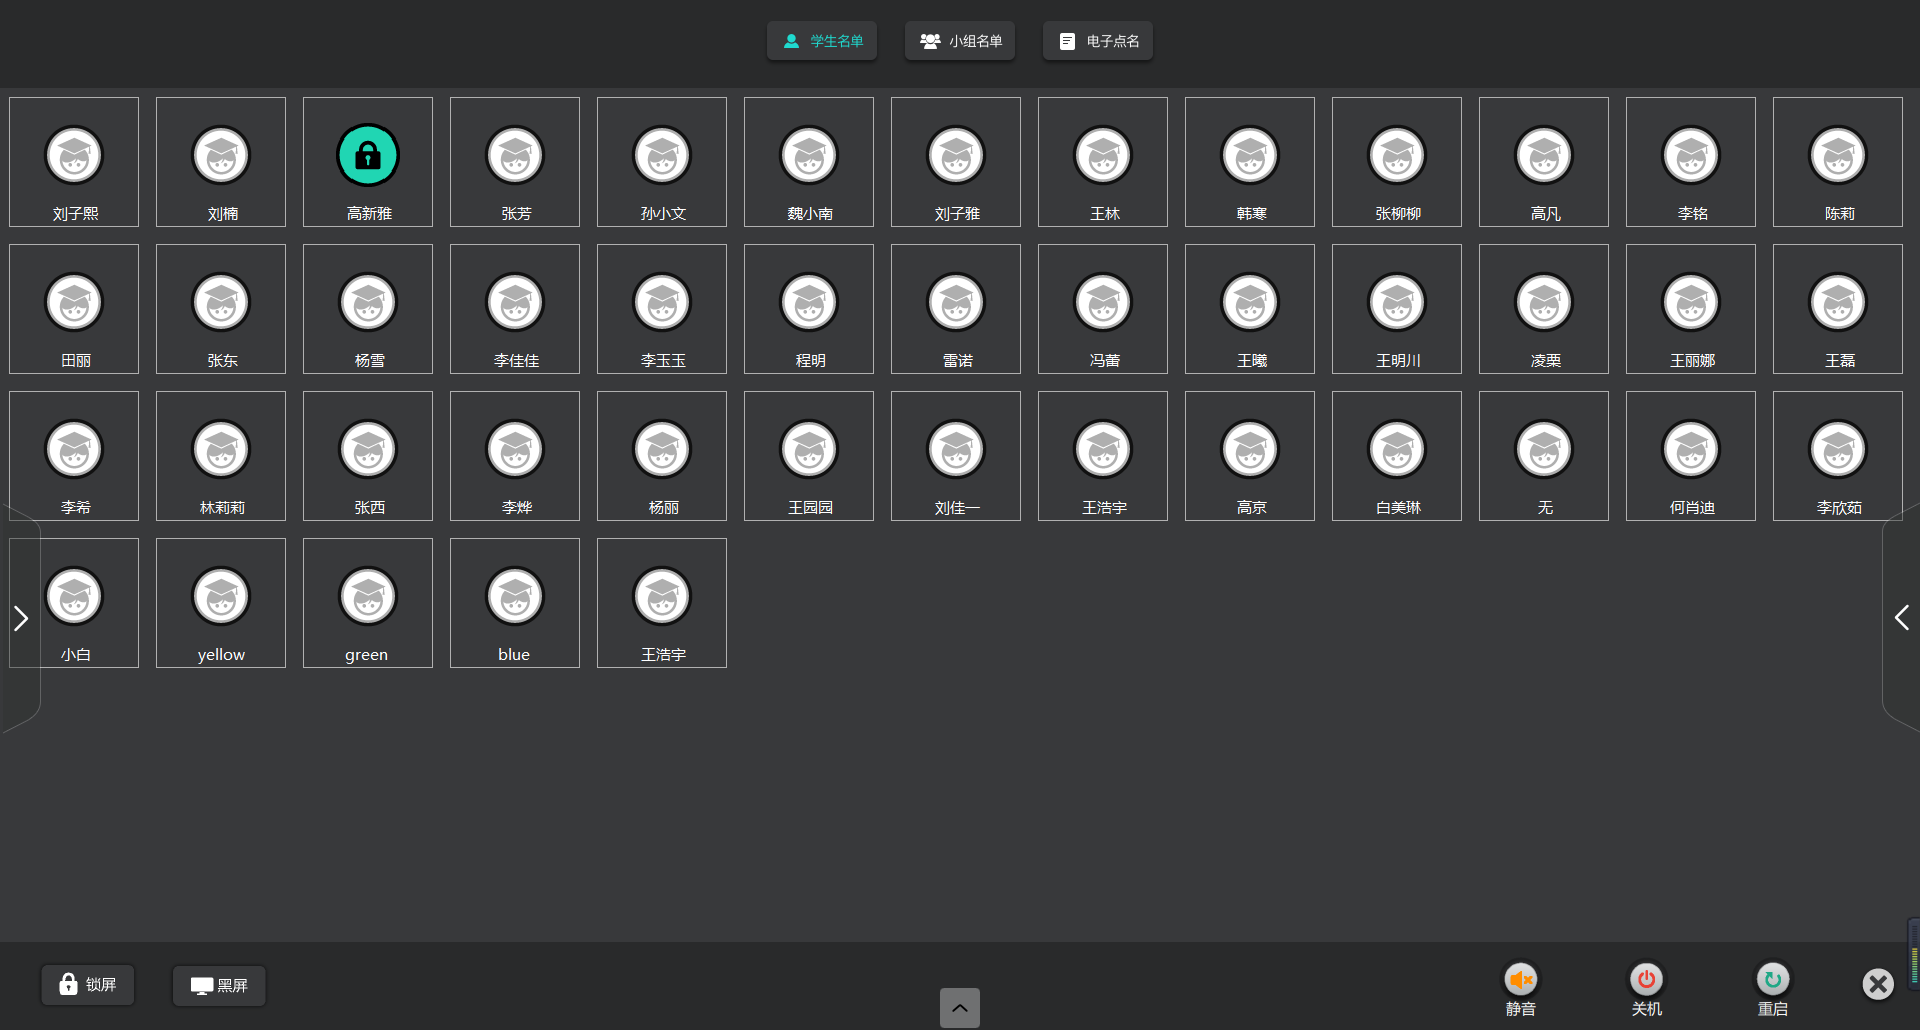 学生名单 小组名单 电子点名
刘子熙 刘楠 高新雅 张芳 孙小文 魏小南 刘子雅 王林 韩寒 张柳柳 高凡 李铭 陈莉
田丽 张东 杨雪 李佳佳 李玉玉 程明 雷诺 冯蕾 王曦 王明川 凌栗 王丽娜 王磊
李希 林莉莉 张西 李烨 杨丽 王园园 刘佳一 王浩宇 高京 白美琳 无 何肖迪 李欣茹
小白 yellow green blue 王浩宇
锁屏 黑屏 静音 关机 重启